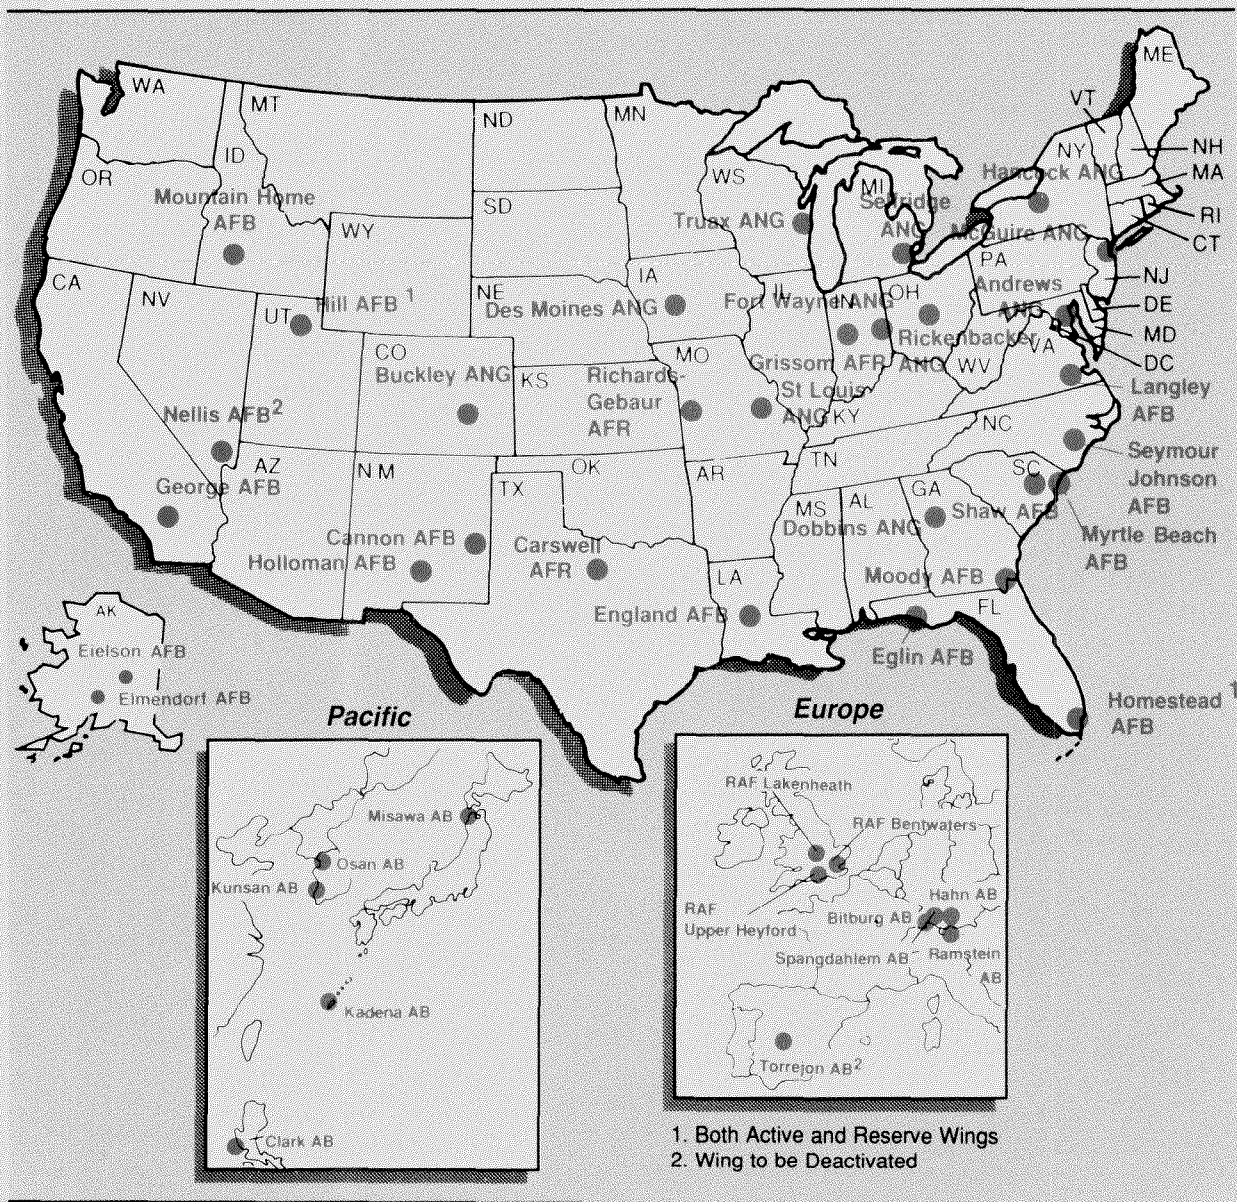 ME
WA
MT
VT
ND
MN
NH
NY
ID
OR
Hancock ANG
MA
WS
MI
Mountain Home
AFB
SD
Selfridge
ANG
RI
Truax ANG
McGuire ANG
WY
CT
PA
CA
IA
NJ
NV
NE
IL
IN
OH
Andrews
ANG
Hill AFB 1
Des Moines ANG
Fort Wayne ANG
DE
UT
Rickenbacker
ANG
MD
VA
CO
MO
DC
Buckley ANG
KS
Richards-
Gebaur
AFR
Grissom AFR
WV
St Louis
ANG
Langley
AFB
Nellis AFB2
KY
NC
Seymour
Johnson
AFB
AZ
NM
OK
AR
TN
SC
George AFB
TX
MS
AL
GA
Dobbins ANG
Shaw AFB
Myrtle Beach
AFB
Cannon AFB
Carswell
AFR
Holloman AFB
LA
Moody AFB
AK
England AFB
FL
Eielson AFB
Eglin AFB
Elmendorf AFB
Homestead 1
AFB
Pacific
Misawa AB
Osan AB
Kunsan AB
Kadena AB
Clark AB
Europe
RAF Lakenheath
RAF Bentwaters
Hahn AB
RAF
Upper Heyford
Bitburg AB
Spangdahlem AB
Ramstein
AB
Torrejon AB2
1. Both Active and Reserve Wings
2. Wing to be Deactivated